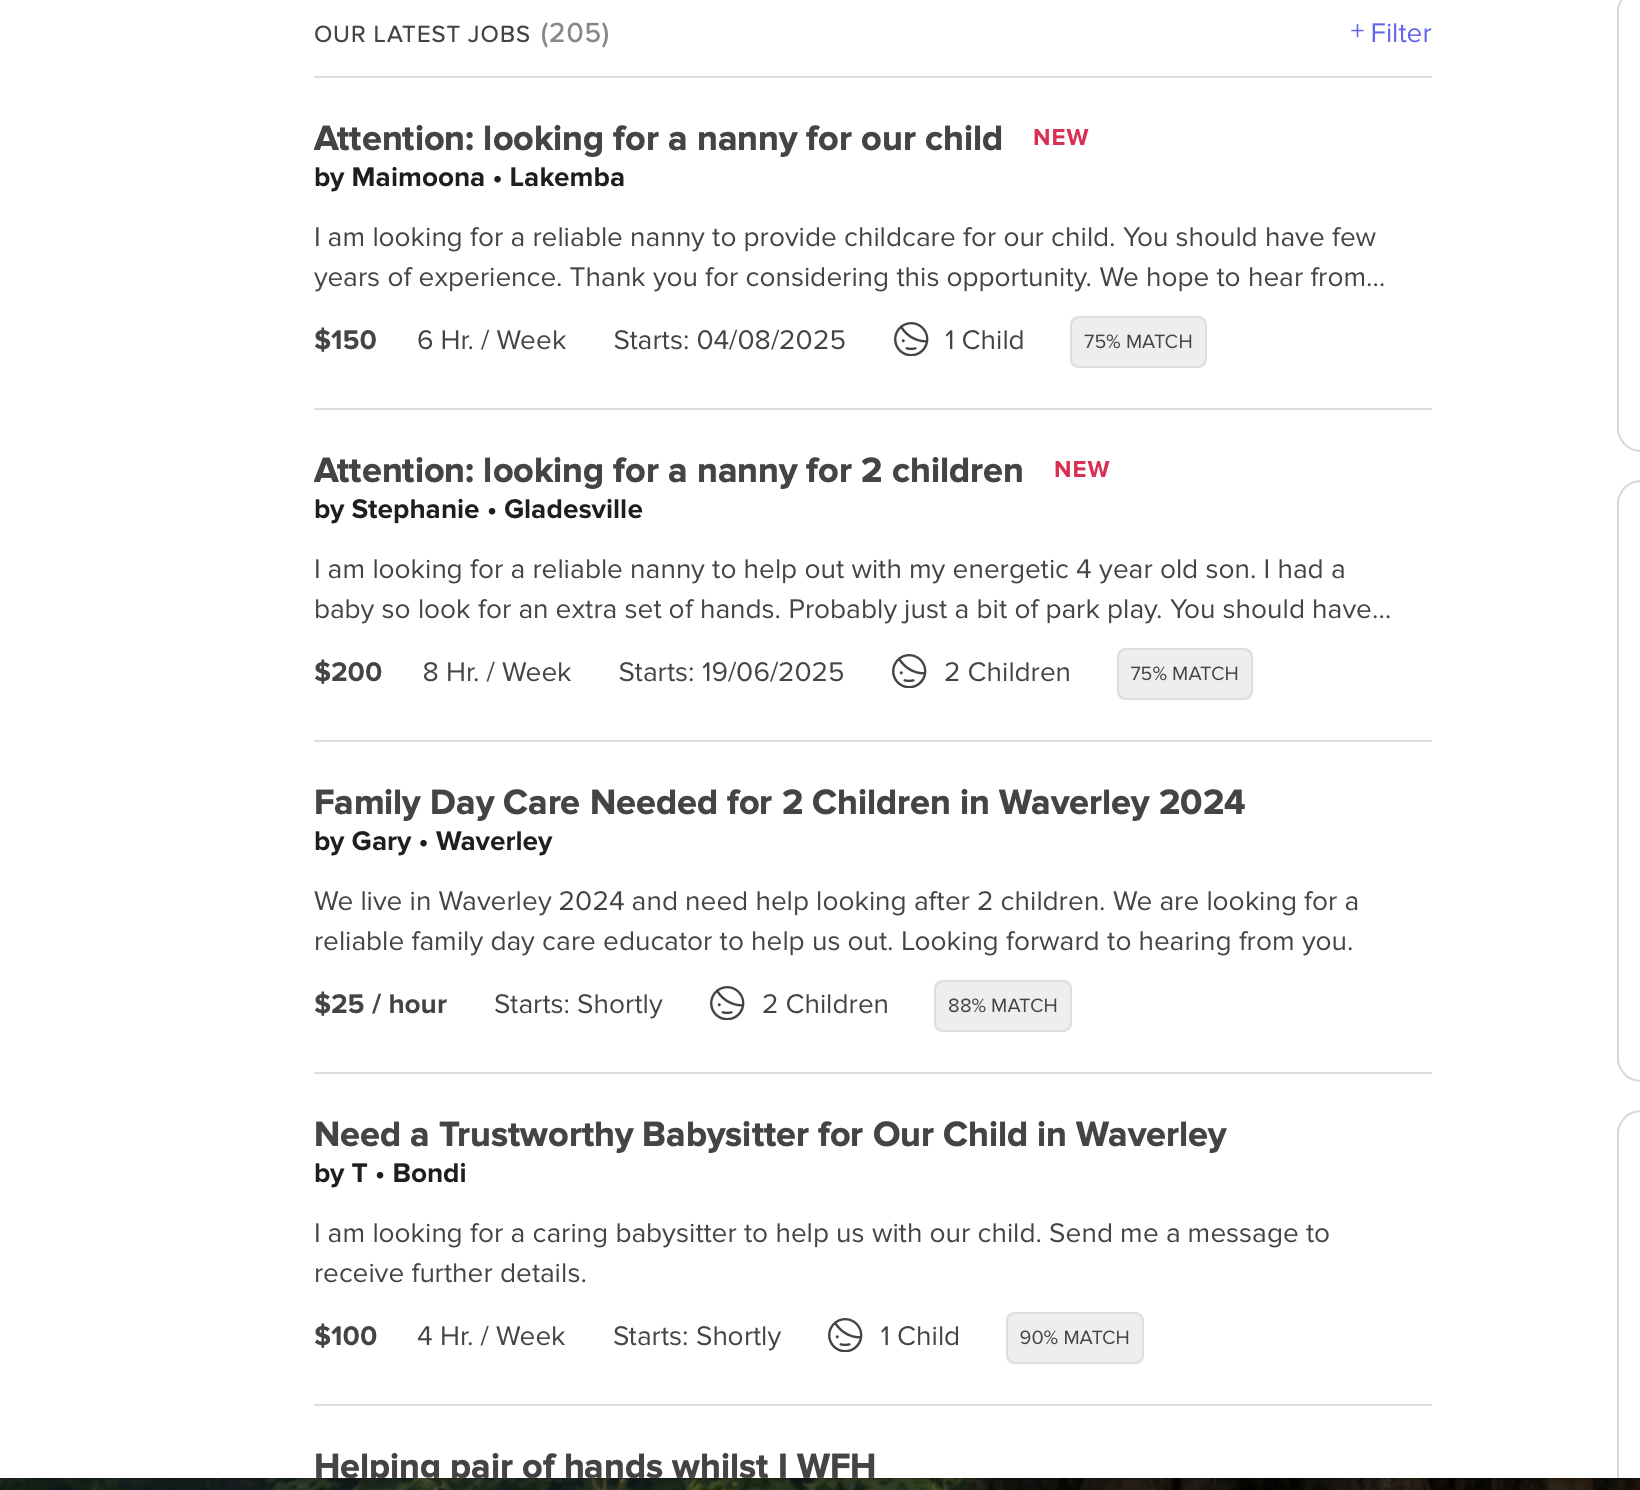 OUR LATEST JOBS (205)
+ Filter
Attention: looking for a nanny for our child NEW
by Maimoona • Lakemba
I am looking for a reliable nanny to provide childcare for our child. You should have few
years of experience. Thank you for considering this opportunity. We hope to hear from...
$150 6 Hr. / Week Starts: 04/08/2025 1 Child 75% MATCH
Attention: looking for a nanny for 2 children NEW
by Stephanie • Gladesville
I am looking for a reliable nanny to help out with my energetic 4 year old son. I had a
baby so look for an extra set of hands. Probably just a bit of park play. You should have...
$200 8 Hr. / Week Starts: 19/06/2025 2 Children 75% MATCH
Family Day Care Needed for 2 Children in Waverley 2024
by Gary • Waverley
We live in Waverley 2024 and need help looking after 2 children. We are looking for a
reliable family day care educator to help us out. Looking forward to hearing from you.
$25 / hour Starts: Shortly 2 Children 88% MATCH
Need a Trustworthy Babysitter for Our Child in Waverley
by T • Bondi
I am looking for a caring babysitter to help us with our child. Send me a message to
receive further details.
$100 4 Hr. / Week Starts: Shortly 1 Child 90% MATCH
Helping pair of hands whilst I WFH